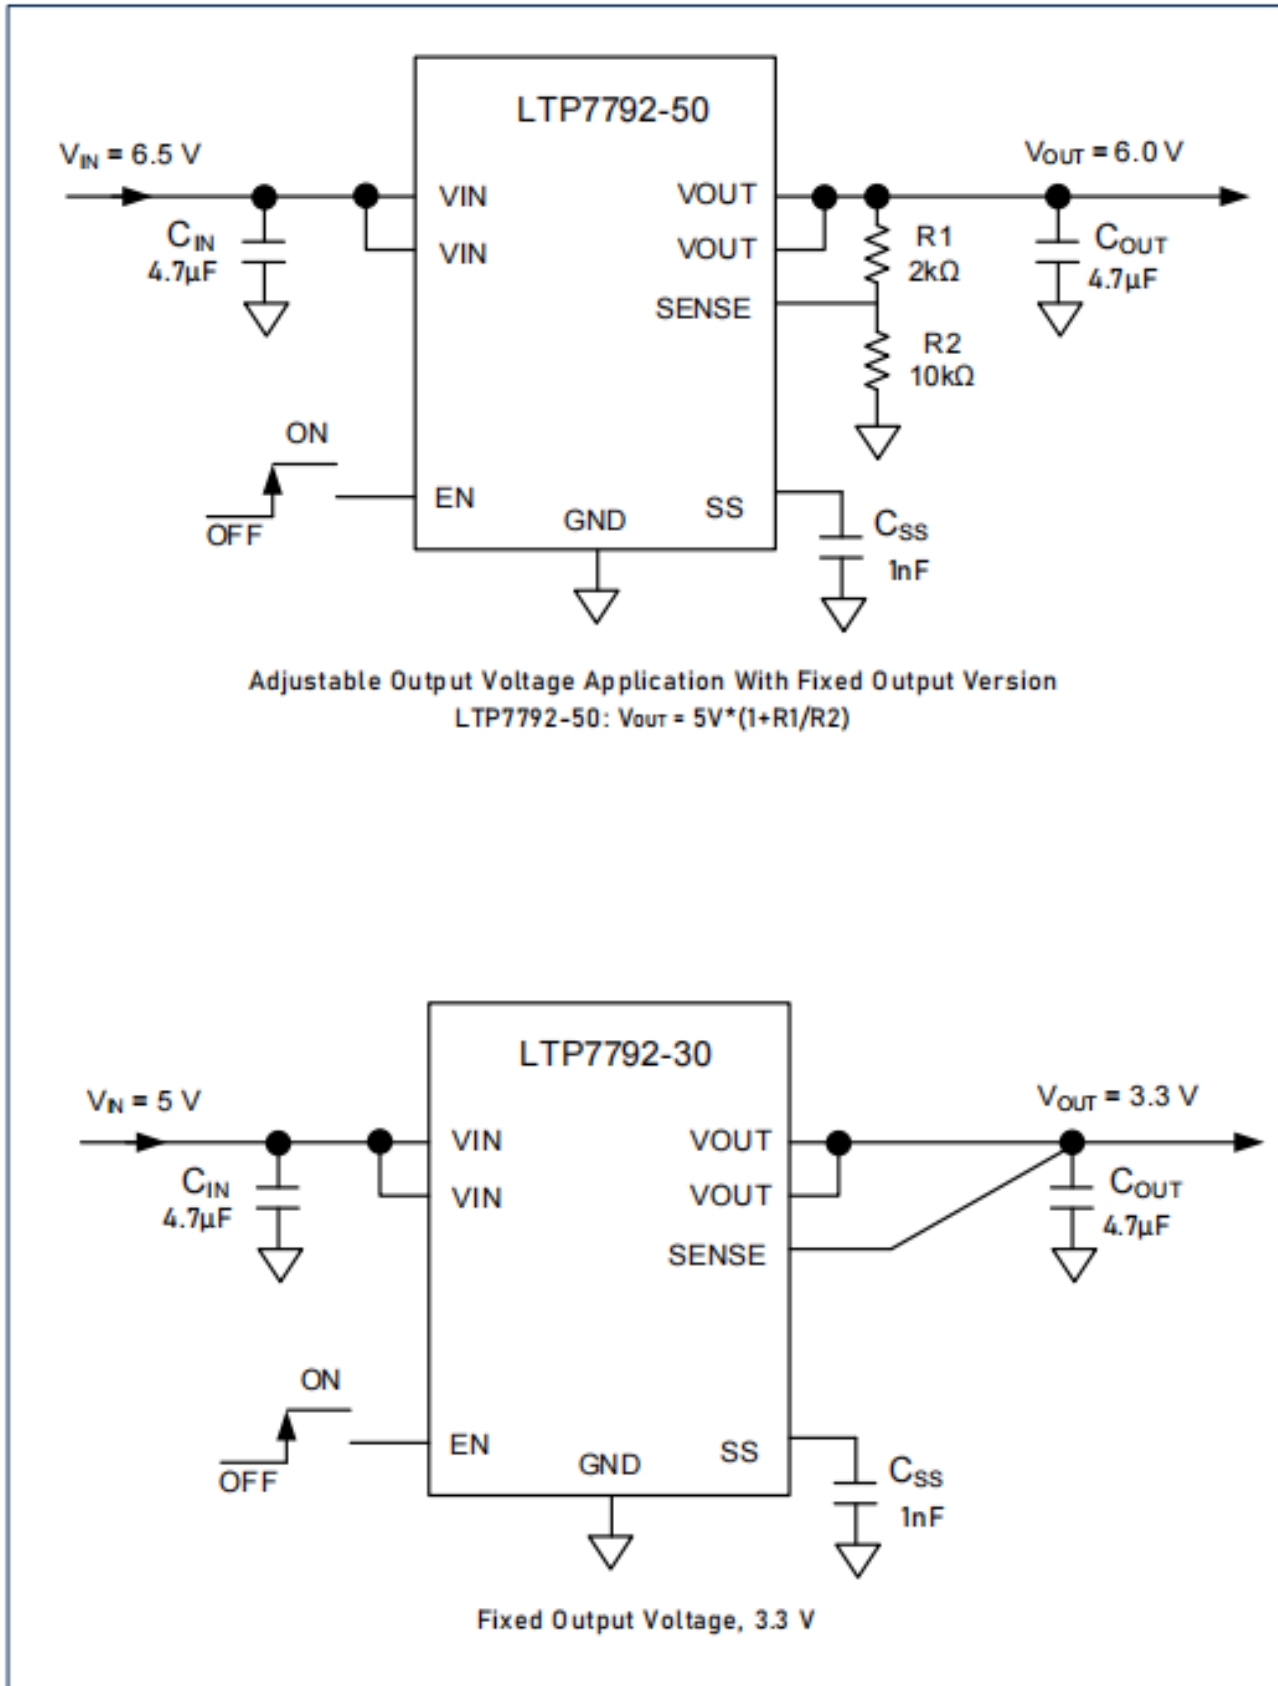 LTP7792-50
VIN = 6.5 V
VOUT = 6.0 V
VIN
VOUT
CIN
4.7µF
VIN
VOUT
R1
2kΩ
COUT
4.7µF
SENSE
R2
10kΩ
ON
OFF
EN
GND
SS
CSS
1nF
Adjustable Output Voltage Application With Fixed Output Version
LTP7792-50: VOUT = 5V*(1+R1/R2)
LTP7792-30
VIN = 5 V
VOUT = 3.3 V
VIN
VOUT
CIN
4.7µF
VIN
VOUT
COUT
4.7µF
SENSE
ON
OFF
EN
GND
SS
CSS
1nF
Fixed Output Voltage, 3.3 V